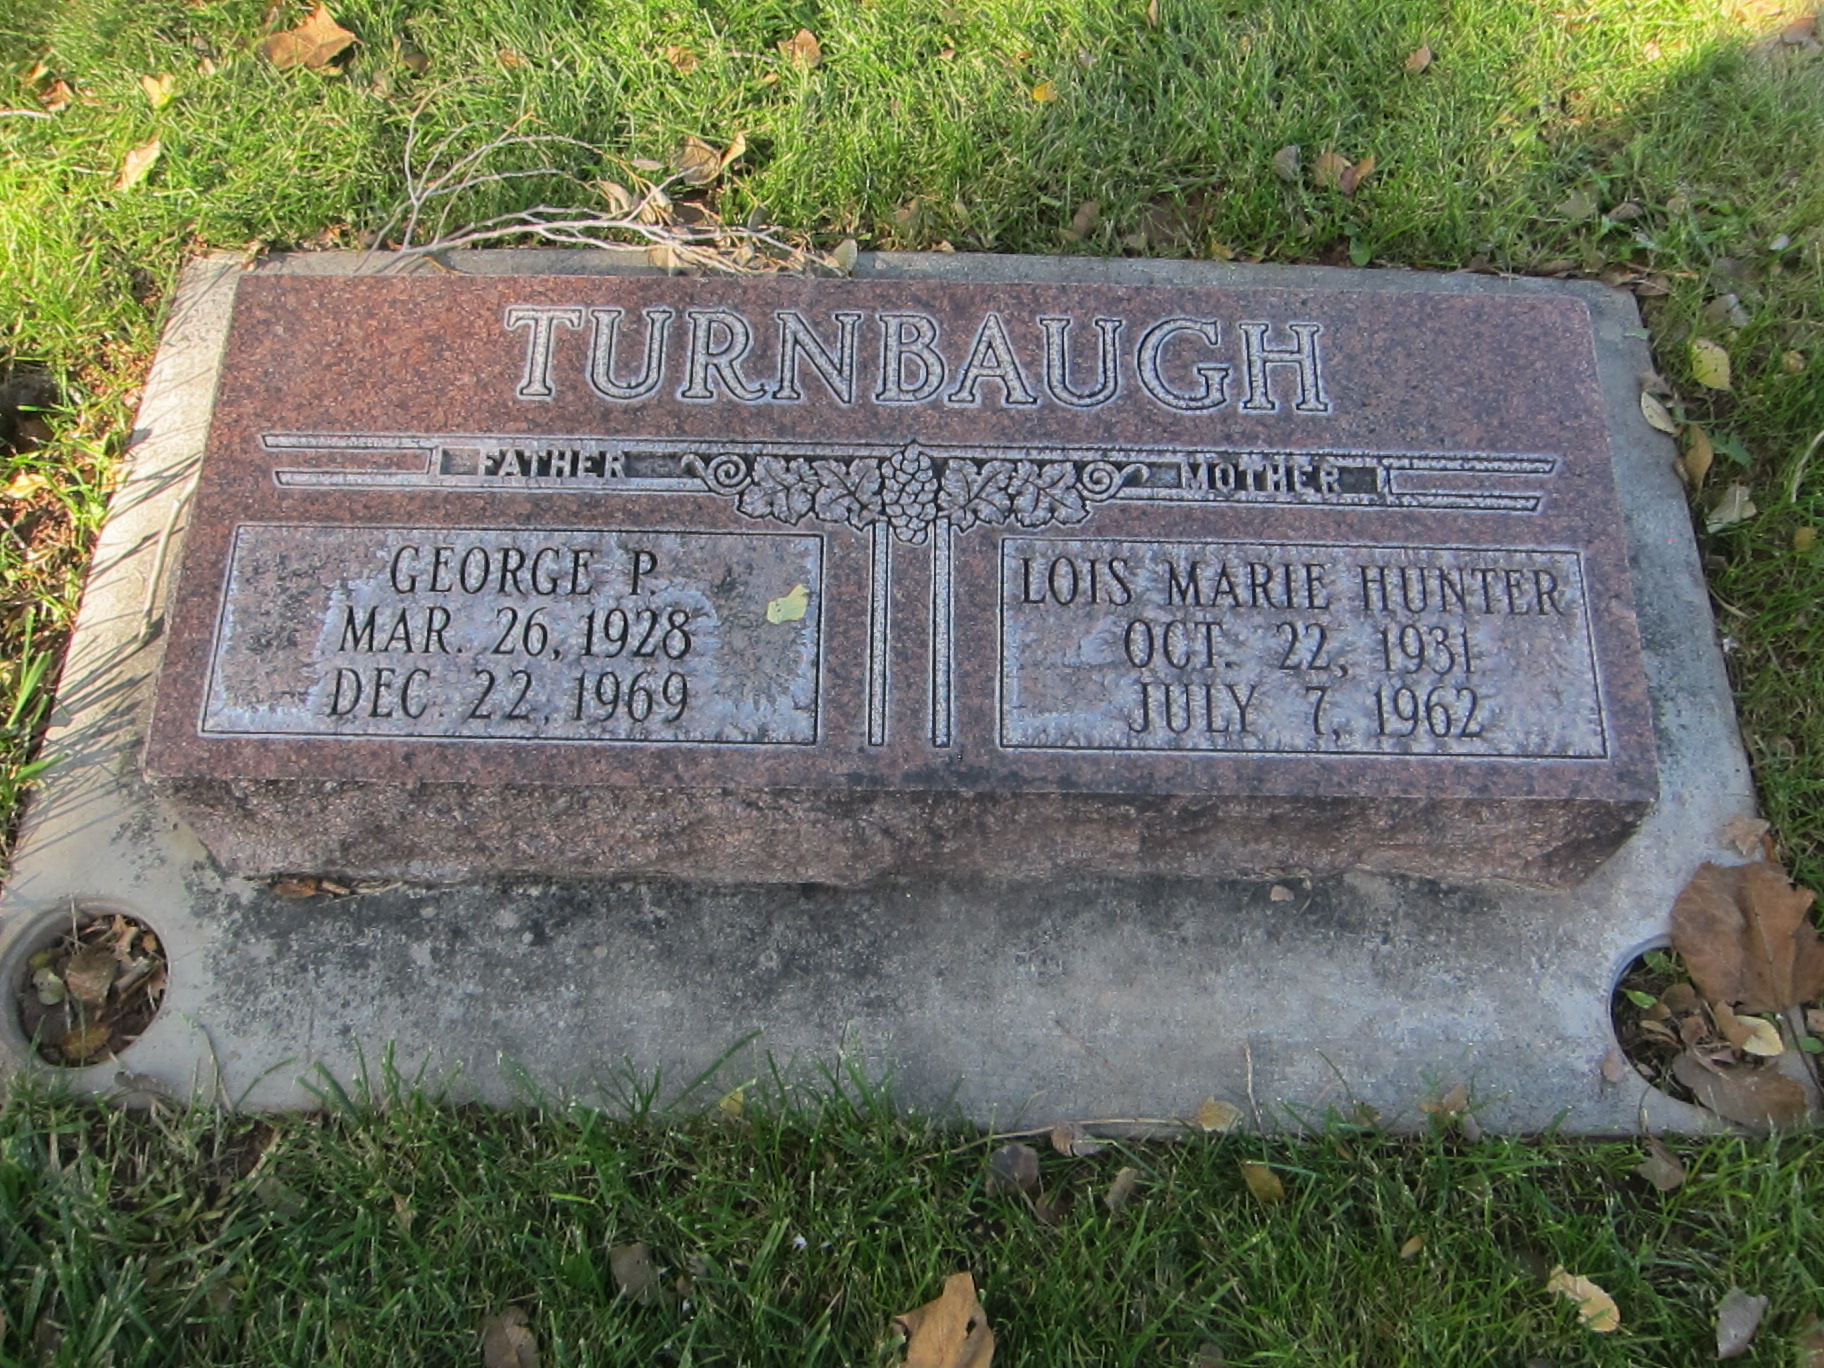 TURNBAUGH
FATHER
MOTHER
GEORGE P.
MAR. 26, 1928
DEC. 22, 1969
LOIS MARIE HUNTER
OCT. 22, 1931
JULY 7, 1962